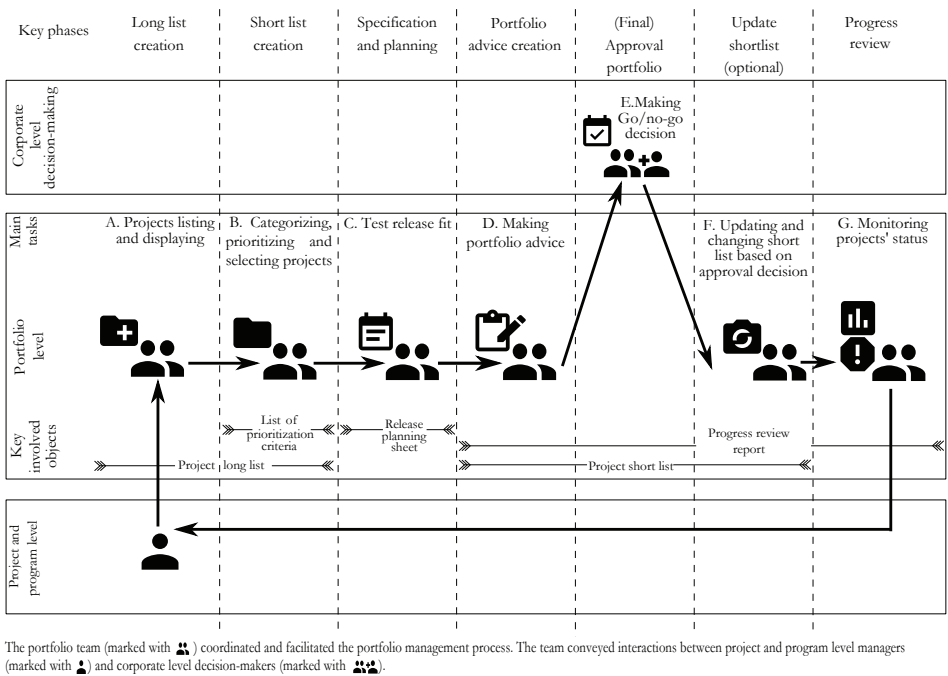 Key phases
Long list
creation
Short list
creation
Specification
and planning
Portfolio
advice creation
(Final)
Approval
portfolio
Update
shortlist
(optional)
Progress
review
Corporate
level
decision-making
E.Making
Go/no-go
decision
Main
tasks
A. Projects listing
and displaying
B. Categorizing,
prioritizing and
selecting projects
C. Test release fit
D. Making
portfolio advice
F. Updating and
changing short
list based on
approval decision
G. Monitoring
projects' status
Portfolio
level
Key
involved
objects
List of
prioritization
criteria
Release
planning
sheet
Progress review
report
Project long list
Project short list
Project and
program level
The portfolio team (marked with ) coordinated and facilitated the portfolio management process. The team conveyed interactions between project and program level managers
(marked with ) and corporate level decision-makers (marked with ).